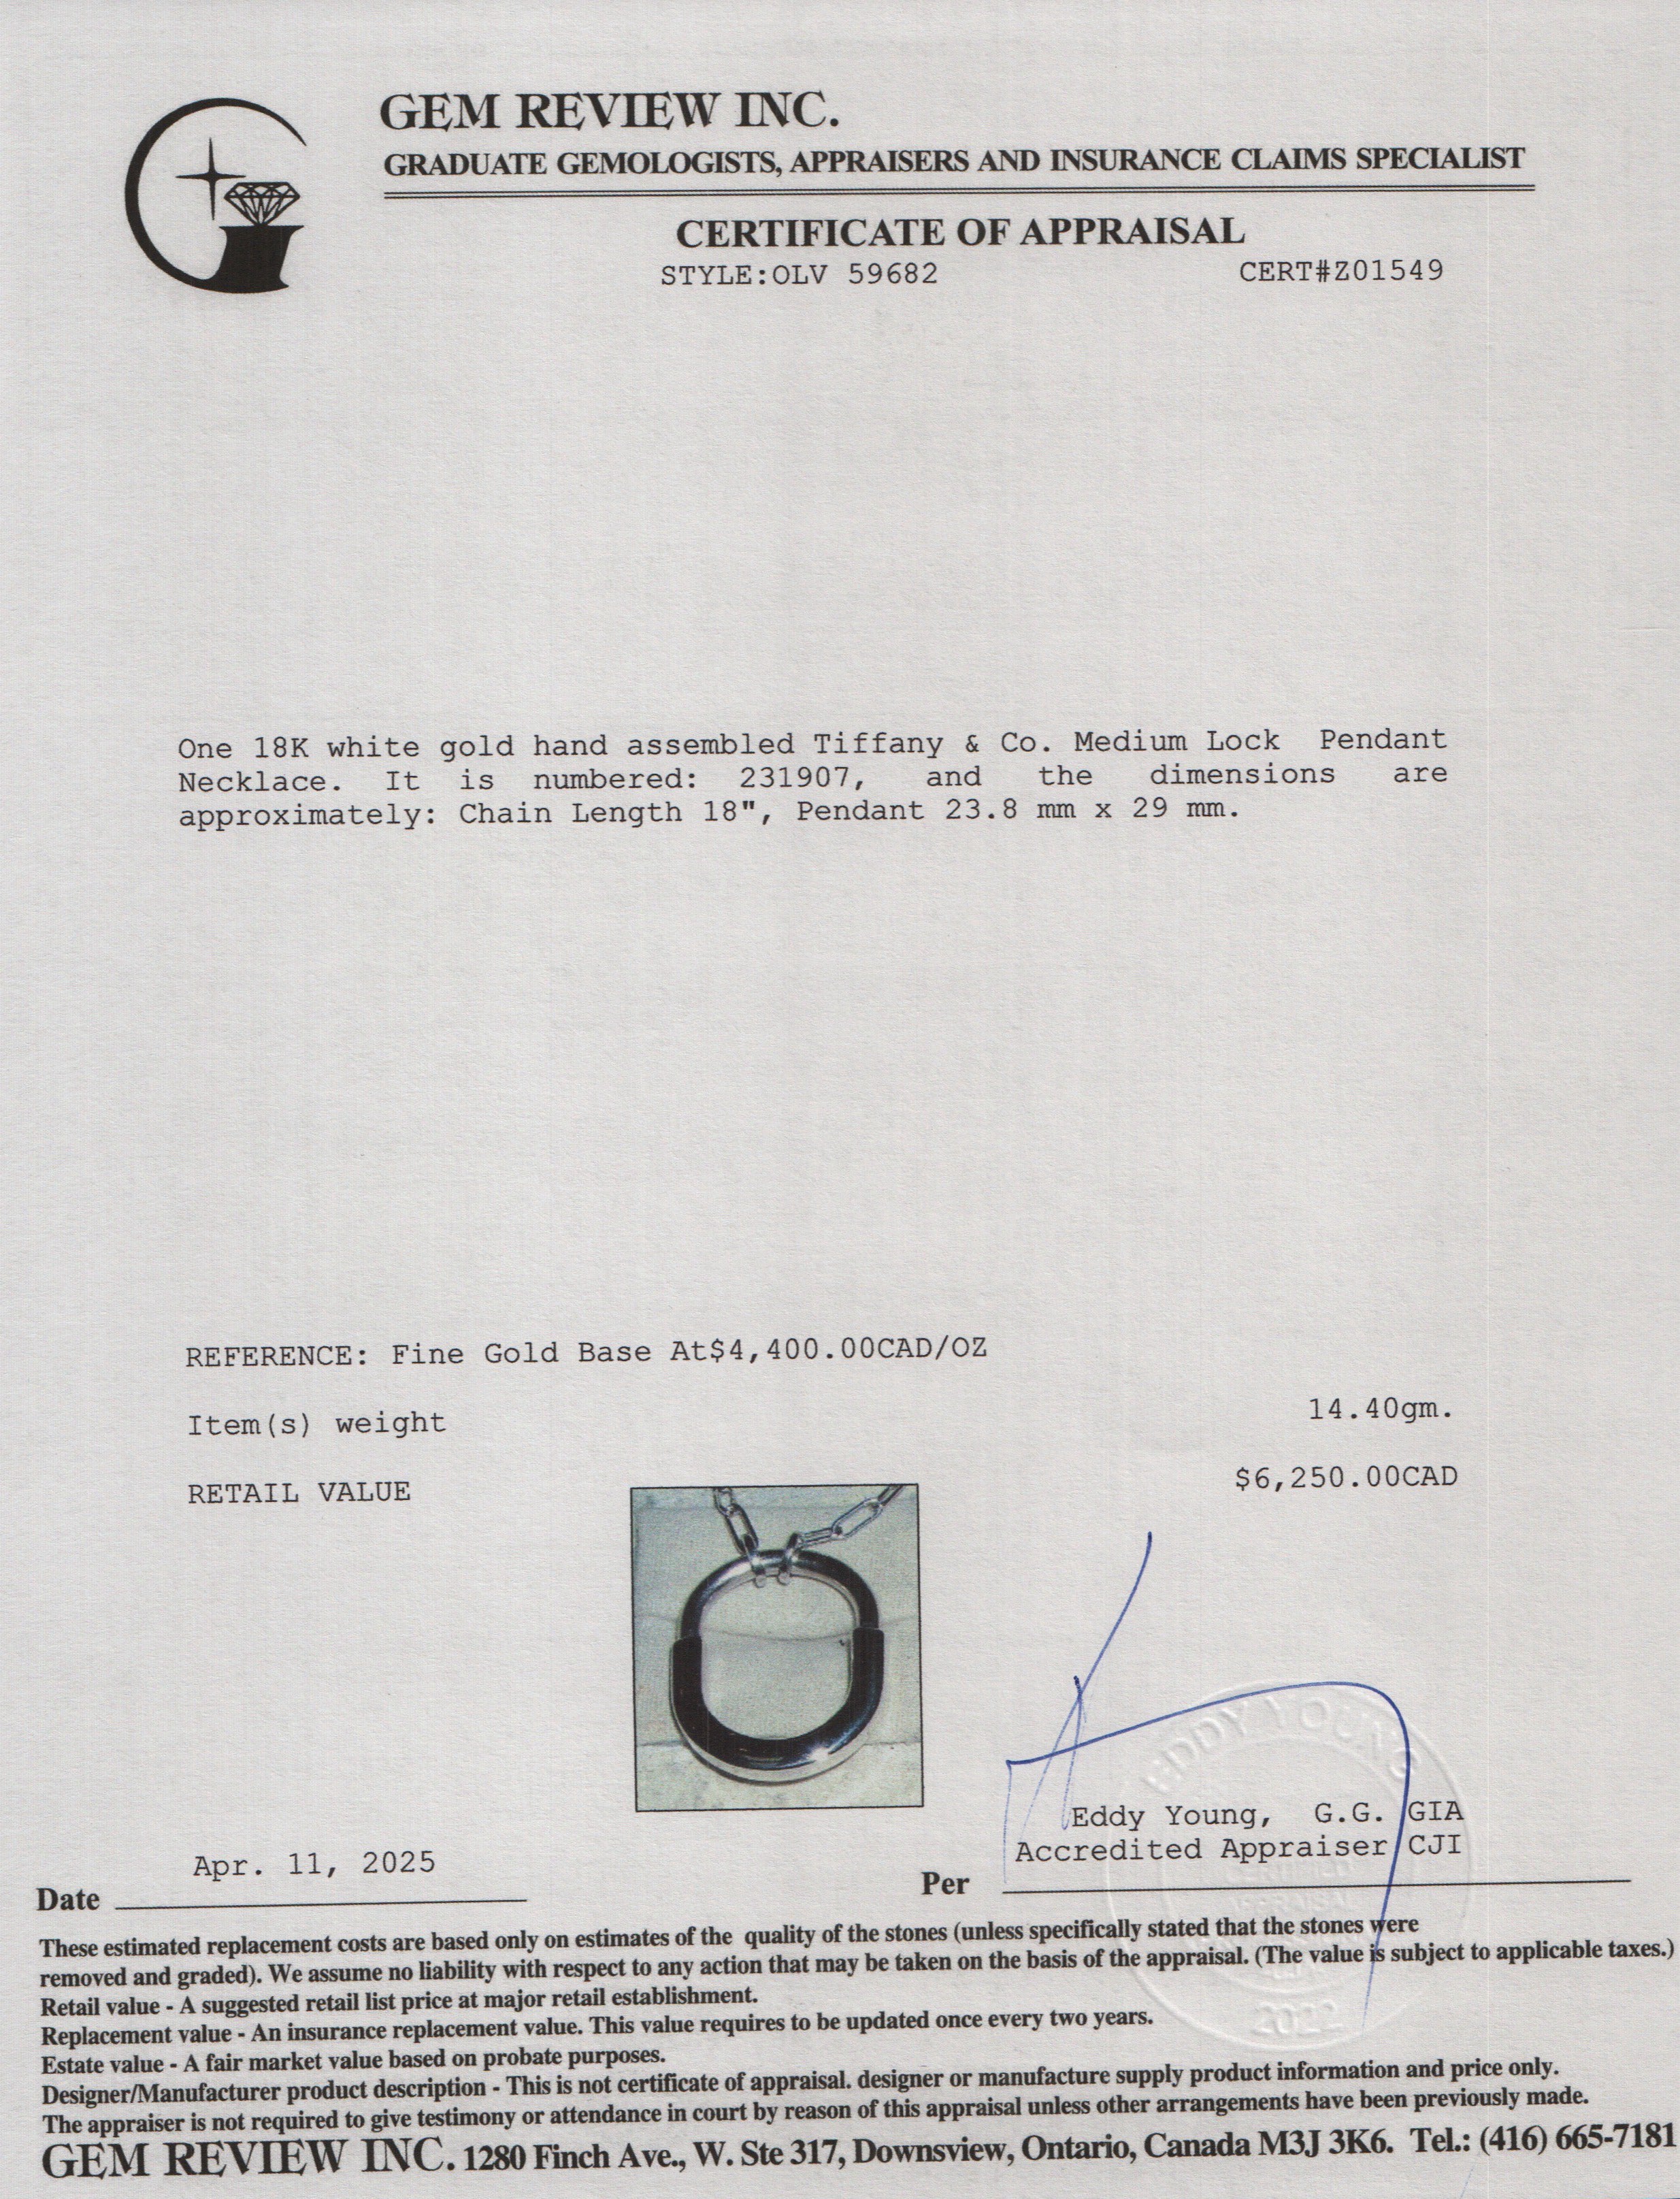 GEM REVIEW INC.
GRADUATE GEMOLOGISTS, APPRAISERS AND INSURANCE CLAIMS SPECIALIST
CERTIFICATE OF APPRAISAL
STYLE:OLV 59682 CERT#Z01549
One 18K white gold hand assembled Tiffany & Co. Medium Lock Pendant
Necklace. It is numbered: 231907, and the dimensions are
approximately: Chain Length 18", Pendant 23.8 mm x 29 mm.
REFERENCE: Fine Gold Base At$4,400.00CAD/OZ
Item(s) weight 14.40gm.
RETAIL VALUE $6,250.00CAD
EDDY YOUNG
Eddy Young, G.G. GIA
Accredited Appraiser CJI
Apr. 11, 2025
Date Per
These estimated replacement costs are based only on estimates of the quality of the stones (unless specifically stated that the stones were
removed and graded). We assume no liability with respect to any action that may be taken on the basis of the appraisal. (The value is subject to applicable taxes.)
Retail value - A suggested retail list price at major retail establishment.
Replacement value - An insurance replacement value. This value requires to be updated once every two years.
Estate value - A fair market value based on probate purposes.
Designer/Manufacturer product description - This is not certificate of appraisal. designer or manufacture supply product information and price only.
The appraiser is not required to give testimony or attendance in court by reason of this appraisal unless other arrangements have been previously made.
GEM REVIEW INC. 1280 Finch Ave., W. Ste 317, Downsview, Ontario, Canada M3J 3K6. Tel.: (416) 665-7181